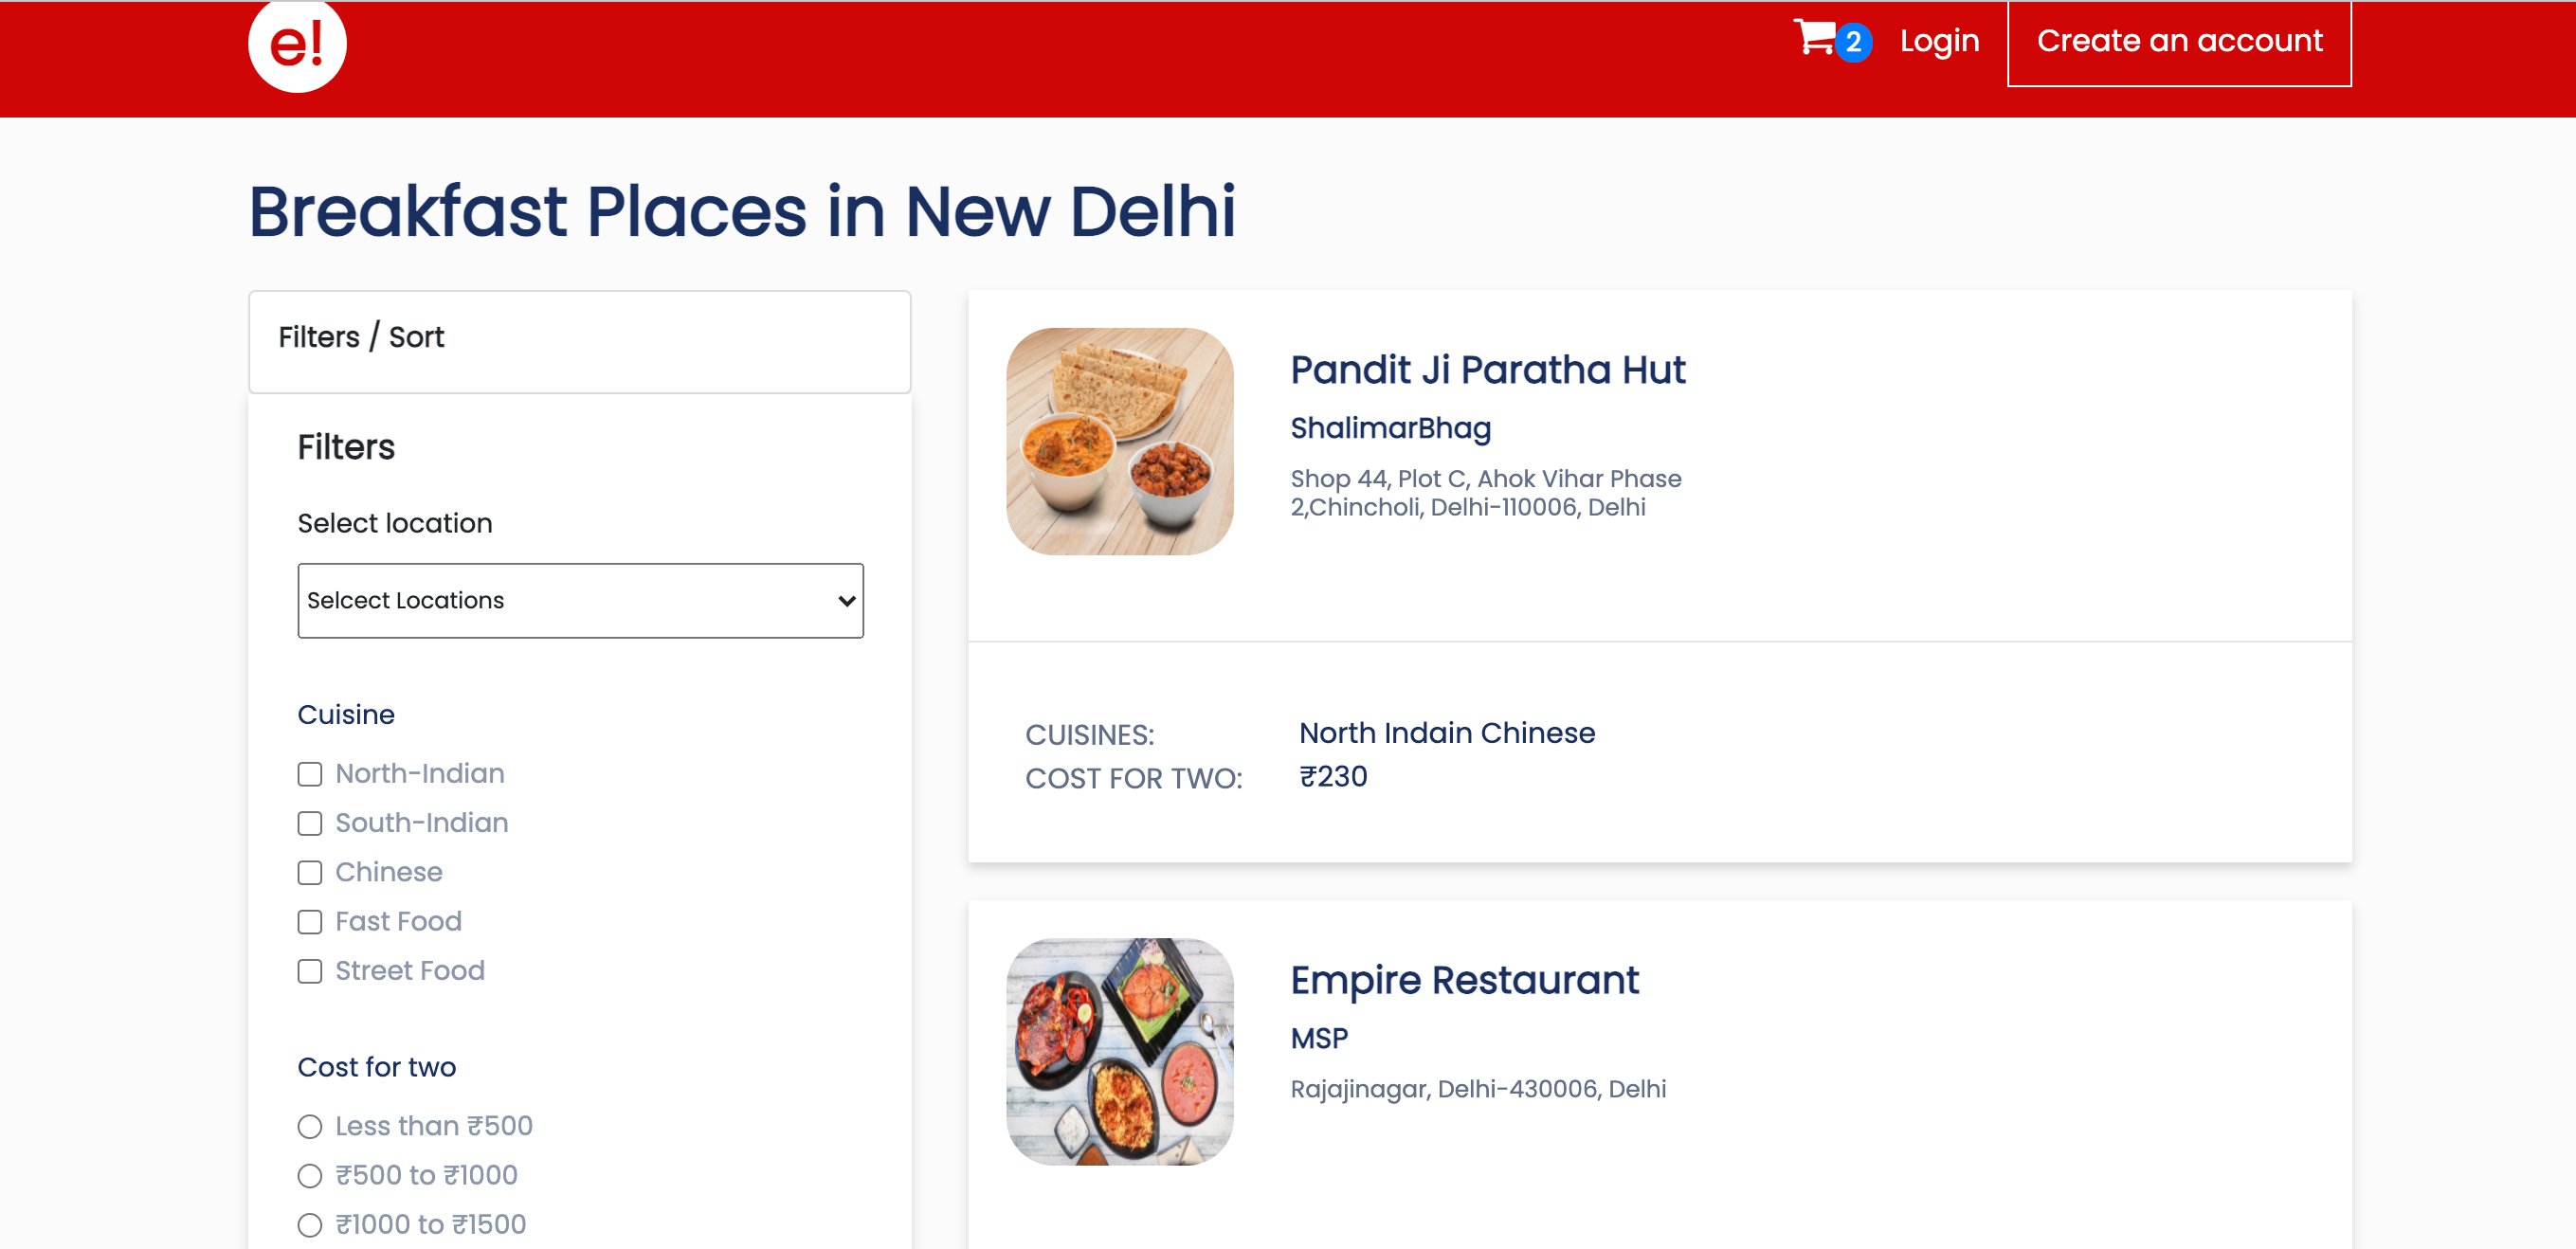 e!
2
Login
Create an account
Breakfast Places in New Delhi
Filters / Sort
Filters
Select location
Selcect Locations
Cuisine
North-Indian
South-Indian
Chinese
Fast Food
Street Food
Cost for two
Less than ₹500
₹500 to ₹1000
₹1000 to ₹1500
Pandit Ji Paratha Hut
ShalimarBhag
Shop 44, Plot C, Ahok Vihar Phase
2,Chincholi, Delhi-110006, Delhi
CUISINES: North Indain Chinese
COST FOR TWO: ₹230
Empire Restaurant
MSP
Rajajinagar, Delhi-430006, Delhi